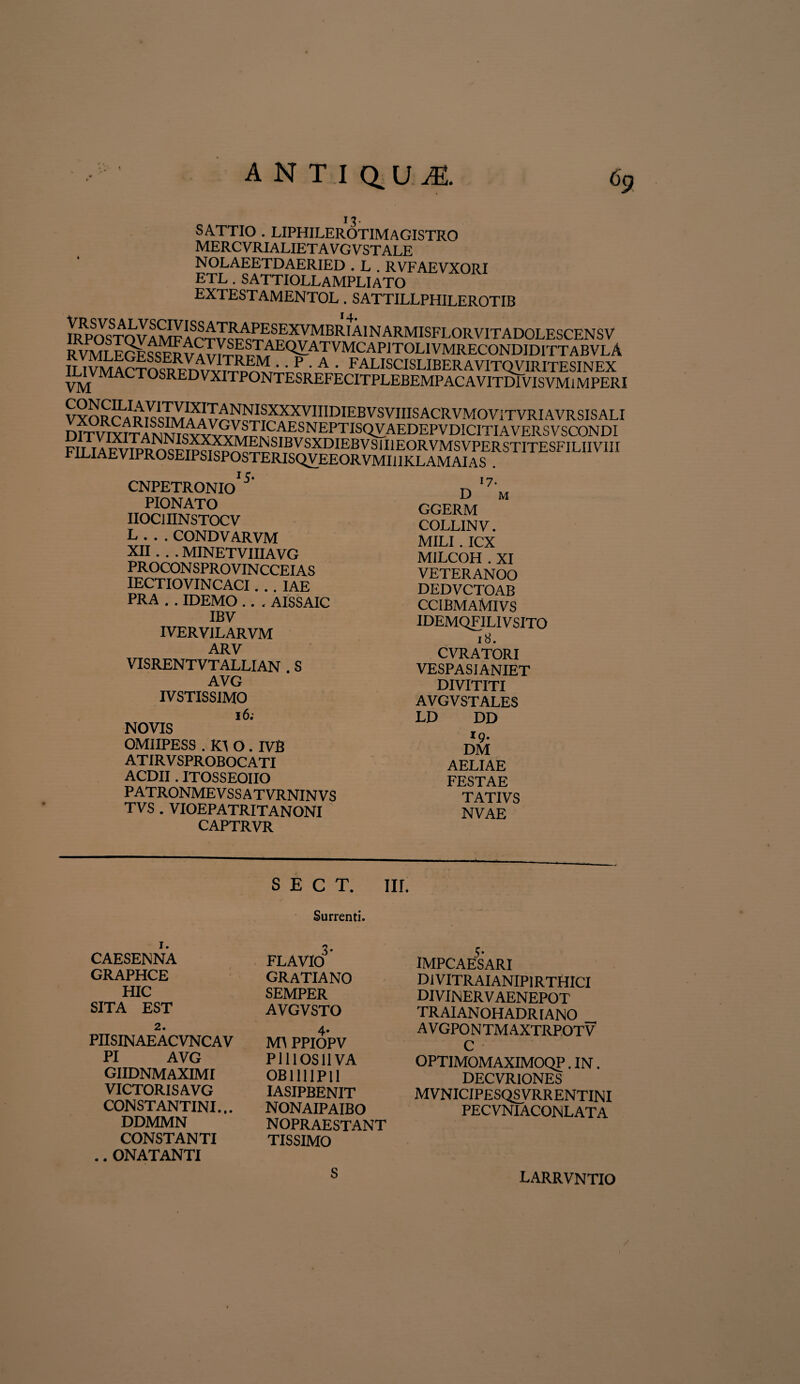 ANTIQUÆ. 69
13.
SATTIO . LIPHILEROTIMAGISTRO
MERCVRIALIETAVGVSTALE
NOLAEETDAERIED . L . RVFAEVXORI
ETL . SATTIOLLAMPLIATO
EXTESTAMENTOL . SATTILLPHILEROTIB
14.
VRSVSALVSCIVISSATRAPESEXVMBRIAINARMISFLORVITADOLESCENSV
IRPOSTQVAMFACTVSESTAEQVATVMCAPITOLIVMRECONDIDITTABVLA
RVMLEGESSERVAVITREM . . P . A . FALISCISLIBERAVITQVIRITESINEX
ILIVMACTOSREDVXITPONTESREFECITPLEBEMPACAVITDIVISVMIMPERI
VM
CONCILIAVITVIXITANNISXXXVIIIDIEBVSVIIISACRVMOVITVRIAVRSISALI
VXORCARISSIMAAVGVSTICAESNEPTISQVAEDEPVDICITIAVERSVSCONDI
DITVIXITANNISXXXXMENSIBVSXDIEBVSIIIEORVMSVPERSTITESFILIIVIII
FILIAEVIPROSEIPSISPOSTERISQVEEORVMIIIKLAMAIAS .
15.
CNPETRONIO
PIONATO
IIOCIIINSTOCV
L . . . CONDVARVM
XII . . . MINETVIIIAVG
PROCONSPROVINCCEIAS
IECTIOVINCACI . . . IAE
PRA . . IDEMO . . . AISSAIC
IBV
IVERVILARVM
ARV
VISRENTVTALLIAN . S
AVG
IVSTISSIMO
16.
NOVIS
OMIIPESS . K\ O . IVB
ATIRVSPROBOCATI
ACDII . ITOSSEOIIO
PATRONMEVSSATVRNINVS
TVS . VIOEPATRITANONI
CAPTRVR
17.
D M
GGERM
COLLINV.
MILI . ICX
MILCOH . XI
VETERANOO
DEDVCTOAB
CCIBMAMIVS
IDEMQFILIVSITO
18.
CVRATORI
VESPASIANIET
DIVITITI
AVGVSTALES
LD DD
19.
DM
AELIAE
FESTAE
TATIVS
NVAE
SECT. III.
Surrenti.
1.
CAESENNA
GRAPHCE
HIC
SITA EST
2.
PIISINAEACVNCAV
PI AVG
GIIDNMAXIMI
VICTORISAVG
CONSTANTINI...
DDMMN
CONSTANTI
.. ONATANTI
3.
FLAVIO
GRATIANO
SEMPER
AVGVSTO
4.
M\ PPIOPV
PIIIOSIIVA
OBIIIIPII
IASIPBENIT
NONAIPAIBO
NOPRAESTANT
TISSIMO
5.
IMPCAESARI
DIVITRAIANIPIRTHICI
DIVINERVAENEPOT
TRAIANOHADRIANO
AVGPONTMAXTRPOTV
C
OPTIMOMAXIMOQP . IN .
DECVRIONES
MVNICIPESQSVRRENTINI
PECVNIACONLATA
S LARRVNTIO